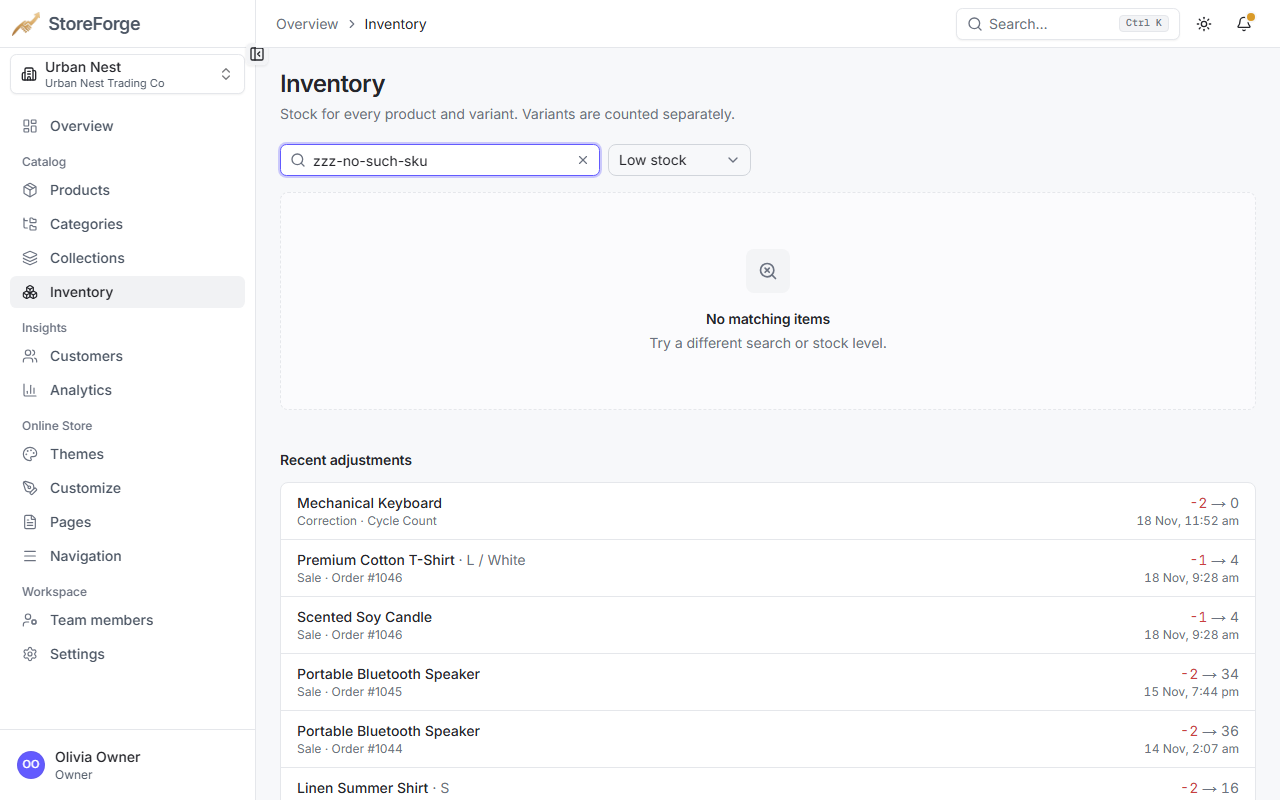 StoreForge
Overview > Inventory
Search...
Ctrl K
Urban Nest
Urban Nest Trading Co
Overview
Catalog
Products
Categories
Collections
Inventory
Insights
Customers
Analytics
Online Store
Themes
Customize
Pages
Navigation
Workspace
Team members
Settings
OO
Olivia Owner
Owner
Inventory
Stock for every product and variant. Variants are counted separately.
zzz-no-such-sku
Low stock
No matching items
Try a different search or stock level.
Recent adjustments
Mechanical Keyboard
-2 → 0
Correction · Cycle Count
18 Nov, 11:52 am
Premium Cotton T-Shirt · L / White
-1 → 4
Sale · Order #1046
18 Nov, 9:28 am
Scented Soy Candle
-1 → 4
Sale · Order #1046
18 Nov, 9:28 am
Portable Bluetooth Speaker
-2 → 34
Sale · Order #1045
15 Nov, 7:44 pm
Portable Bluetooth Speaker
-2 → 36
Sale · Order #1044
14 Nov, 2:07 am
Linen Summer Shirt · S
-2 → 16